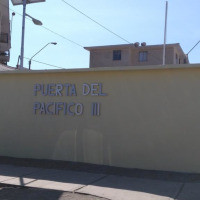 PUERTA DEL
PACIFICO II